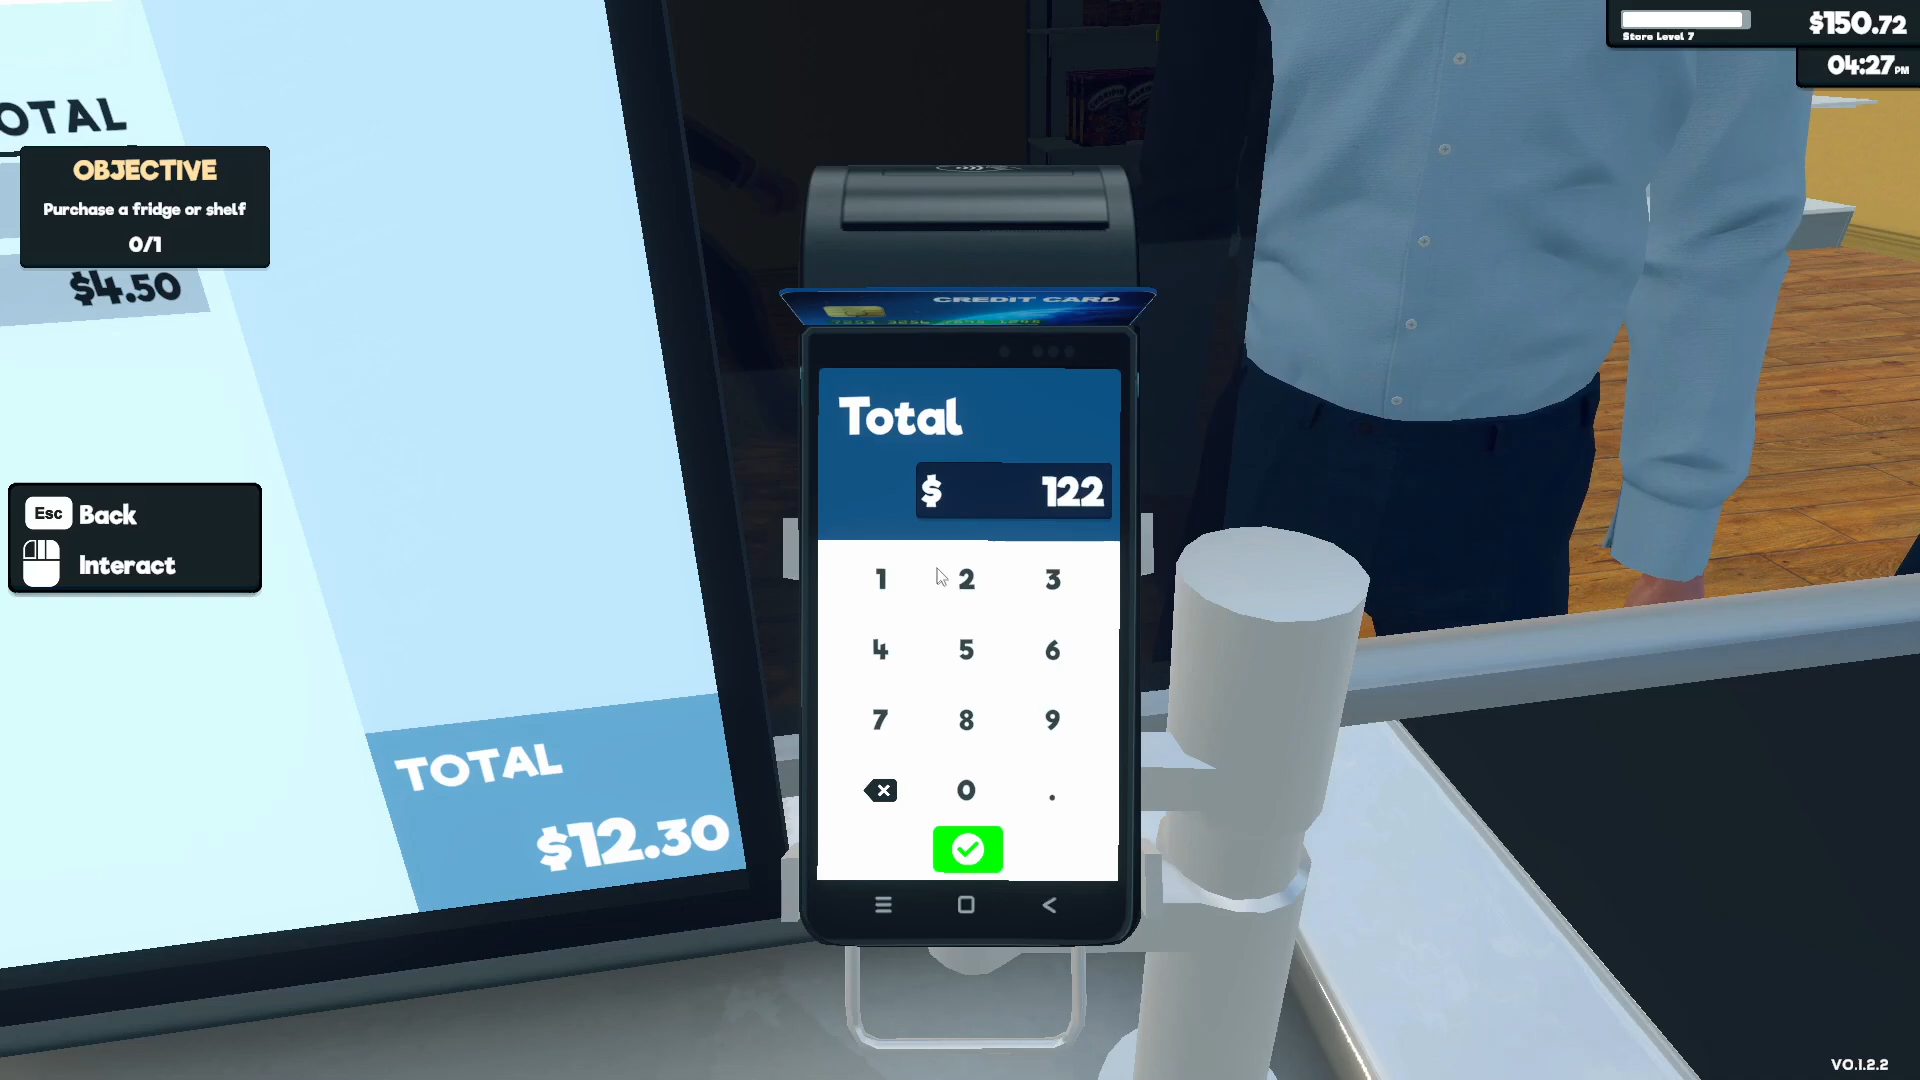 $150.72
Store Level 7
04:27PM
OTAL
OBJECTIVE
Purchase a fridge or shelf
0/1
$4.50
CREDIT CARD
Total
$ 122
Esc Back
Interact
1 2 3
4 5 6
7 8 9
0 .
TOTAL
$12.30
V0.1.2.2